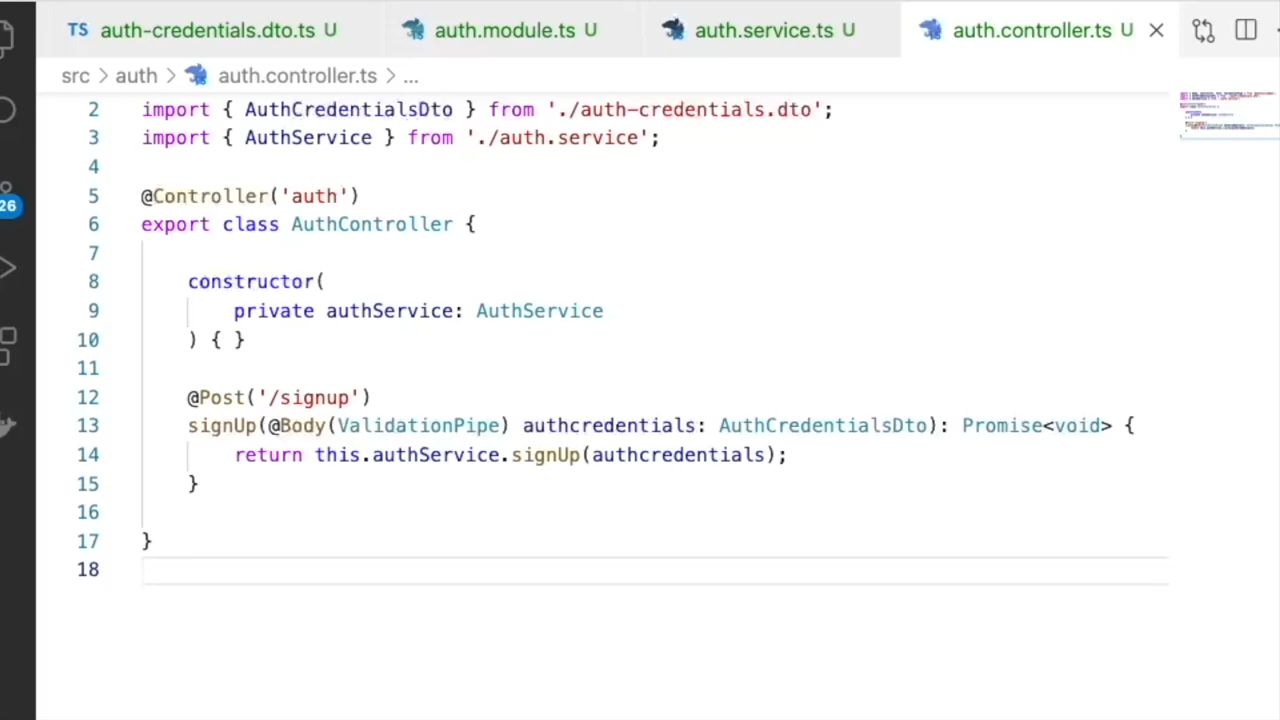 TS auth-credentials.dto.ts U auth.module.ts U auth.service.ts U auth.controller.ts U
src > auth > auth.controller.ts > ...
2 import { AuthCredentialsDto } from './auth-credentials.dto';
3 import { AuthService } from './auth.service';
4
5 @Controller('auth')
6 export class AuthController {
7
26
8 constructor(
9 private authService: AuthService
10 ) { }
11
12 @Post('/signup')
13 signUp(@Body(ValidationPipe) authcredentials: AuthCredentialsDto): Promise<void> {
14 return this.authService.signUp(authcredentials);
15 }
16
17 }
18